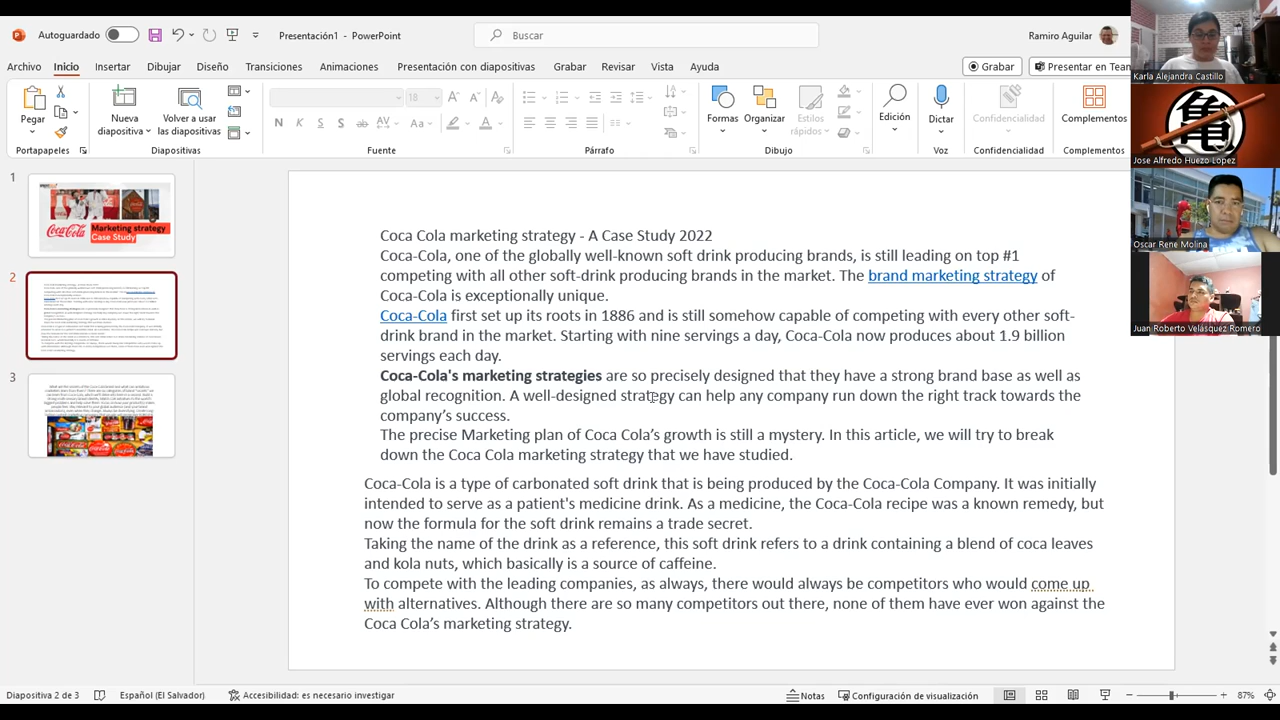 Autoguardado
Presentación1 - PowerPoint
Buscar
Ramiro Aguilar
Archivo Inicio Insertar Dibujar Diseño Transiciones Animaciones Presentación con diapositivas Grabar Revisar Vista Ayuda
Grabar
Presentar en Team
Pegar
Nueva diapositiva
Volver a usar las diapositivas
18
N K S S ab AV Aa
Formas
Organizar
Estilos rápidos
Edición
Dictar
Confidencialidad
Complementos
Portapapeles Diapositivas Fuente Párrafo Dibujo Voz Confidencialidad Complementos
Karla Alejandra Castillo
亀
Jose Alfredo Huezo Lopez
Oscar Rene Molina
Juan Roberto Velásquez Romero
1
Coca-Cola
Marketing strategy
Case Study
2
3
Coca Cola marketing strategy - A Case Study 2022
Coca-Cola, one of the globally well-known soft drink producing brands, is still leading on top #1
competing with all other soft-drink producing brands in the market. The brand marketing strategy of
Coca-Cola is exceptionally unique.
Coca-Cola first set up its roots in 1886 and is still somehow capable of competing with every other soft-
drink brand in the market. Starting with nine servings a day, Coca-Cola now produces about 1.9 billion
servings each day.
Coca-Cola's marketing strategies are so precisely designed that they have a strong brand base as well as
global recognition. A well-designed strategy can help any company run down the right track towards the
company’s success.
The precise Marketing plan of Coca Cola’s growth is still a mystery. In this article, we will try to break
down the Coca Cola marketing strategy that we have studied.
Coca-Cola is a type of carbonated soft drink that is being produced by the Coca-Cola Company. It was initially
intended to serve as a patient's medicine drink. As a medicine, the Coca-Cola recipe was a known remedy, but
now the formula for the soft drink remains a trade secret.
Taking the name of the drink as a reference, this soft drink refers to a drink containing a blend of coca leaves
and kola nuts, which basically is a source of caffeine.
To compete with the leading companies, as always, there would always be competitors who would come up
with alternatives. Although there are so many competitors out there, none of them have ever won against the
Coca Cola’s marketing strategy.
Diapositiva 2 de 3
Español (El Salvador)
Accesibilidad: es necesario investigar
Notas
Configuración de visualización
87%